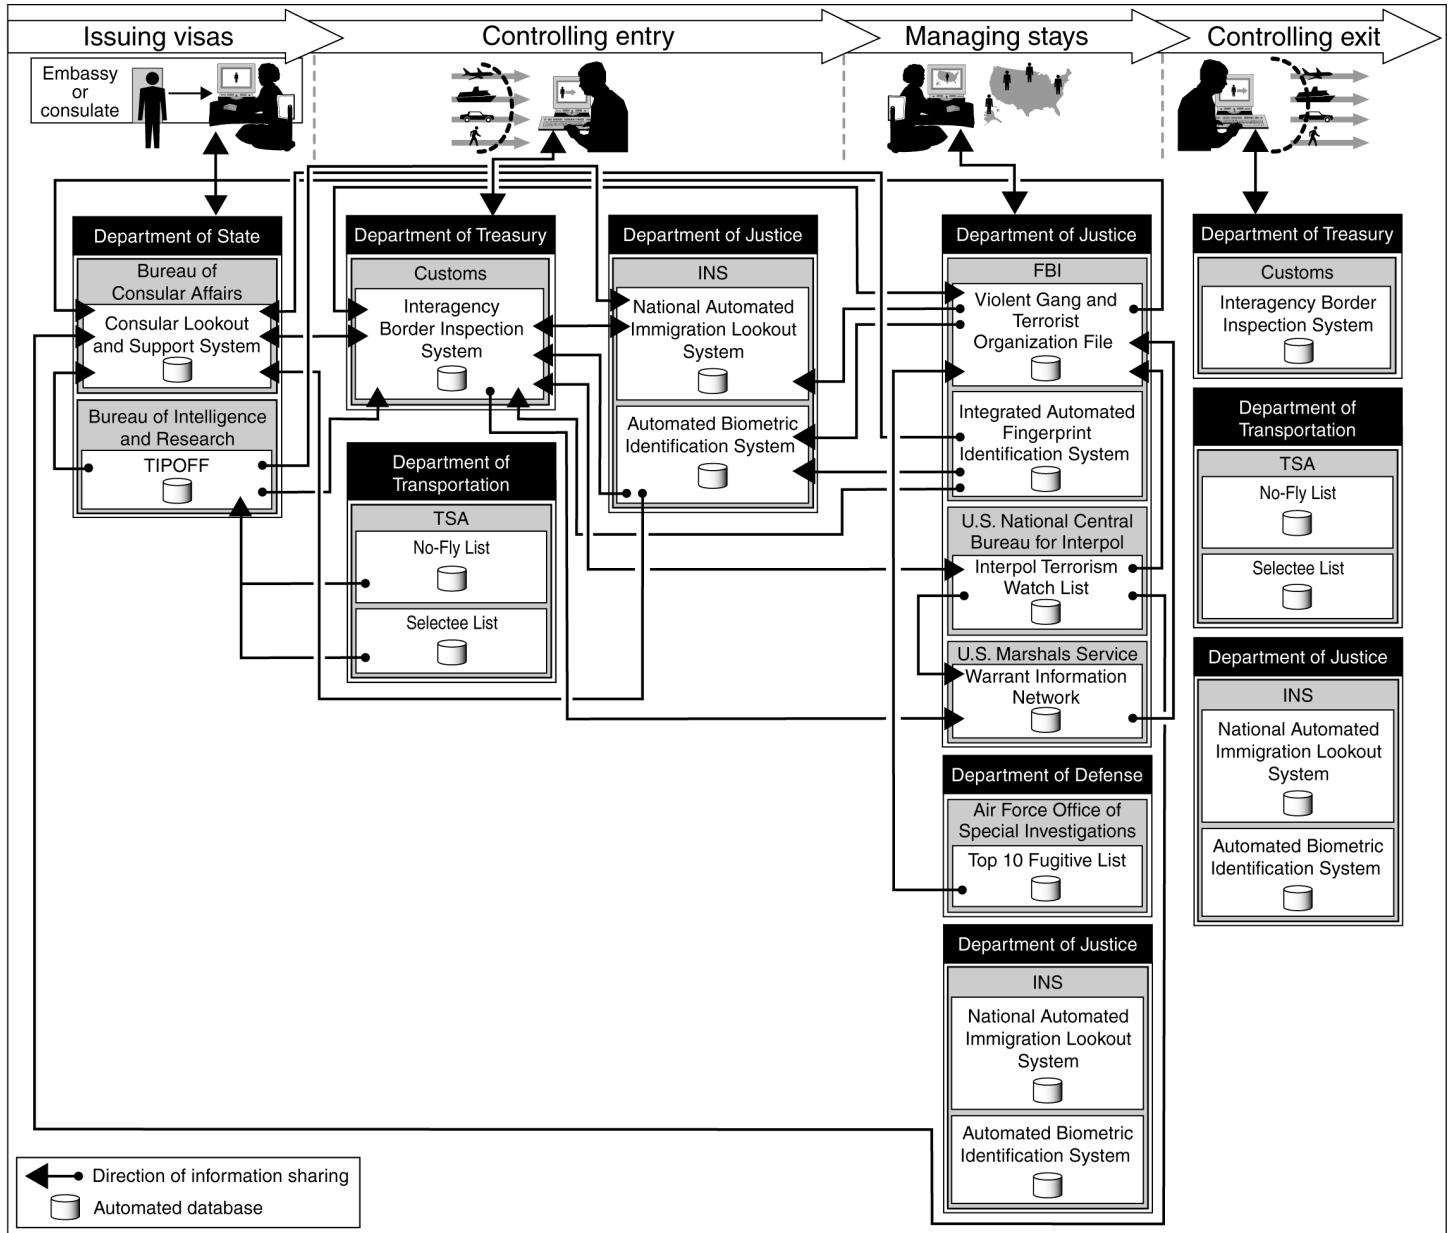 Issuing visas
Controlling entry
Managing stays
Controlling exit
Embassy
or
consulate
Department of State
Bureau of
Consular Affairs
Consular Lookout
and Support System
Bureau of Intelligence
and Research
TIPOFF
Department of Treasury
Customs
Interagency
Border Inspection
System
Department of
Transportation
TSA
No-Fly List
Selectee List
Department of Justice
INS
National Automated
Immigration Lookout
System
Automated Biometric
Identification System
Department of Justice
FBI
Violent Gang and
Terrorist
Organization File
Integrated Automated
Fingerprint
Identification System
U.S. National Central
Bureau for Interpol
Interpol Terrorism
Watch List
U.S. Marshals Service
Warrant Information
Network
Department of Defense
Air Force Office of
Special Investigations
Top 10 Fugitive List
Department of Justice
INS
National Automated
Immigration Lookout
System
Automated Biometric
Identification System
Department of Treasury
Customs
Interagency Border
Inspection System
Department of
Transportation
TSA
No-Fly List
Selectee List
Department of Justice
INS
National Automated
Immigration Lookout
System
Automated Biometric
Identification System
Direction of information sharing
Automated database